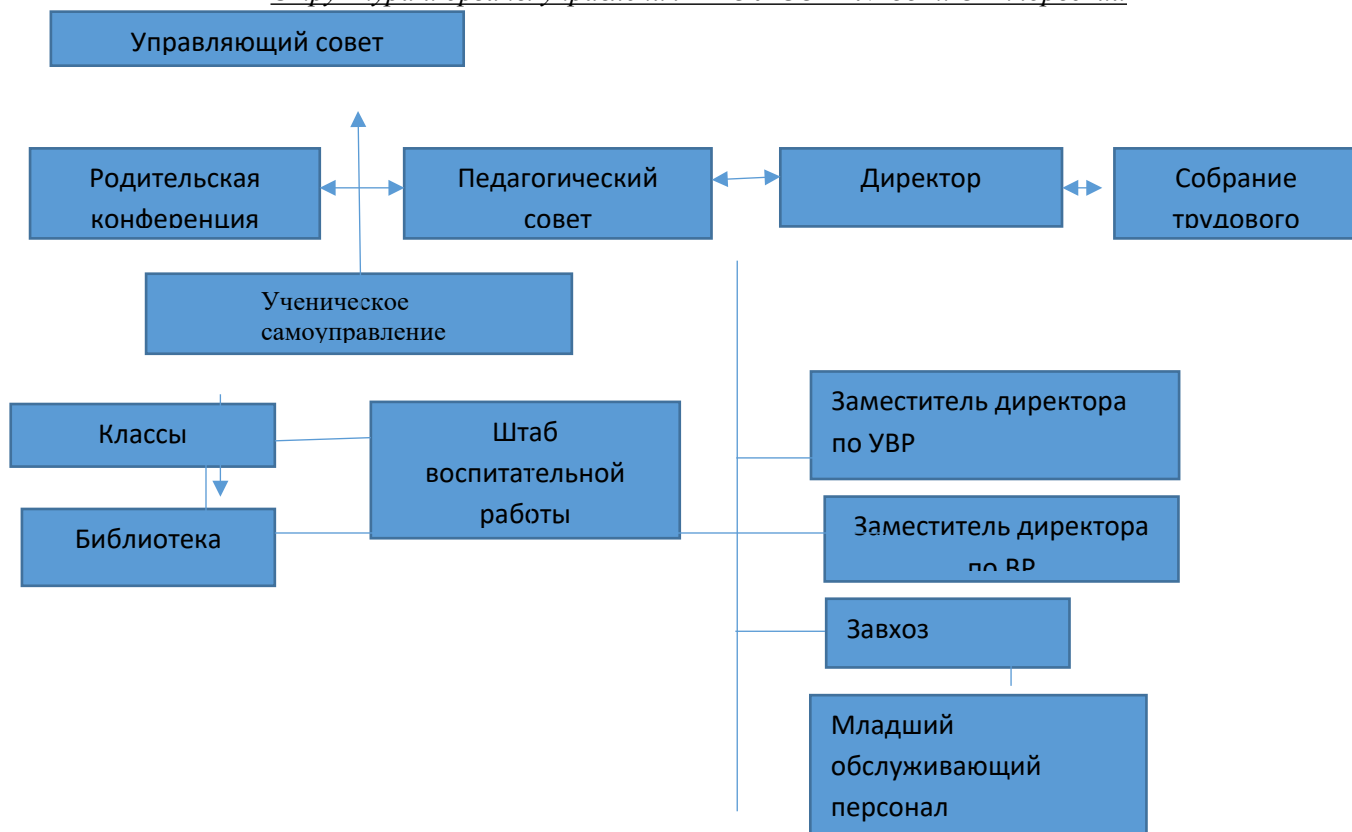 Управляющий совет
Родительская
конференция
Педагогический
совет
Директор
Собрание
трудового
Ученическое
самоуправление
Классы
Штаб
воспитательной
работы
Библиотека
Заместитель директора
по УВР
Заместитель директора
по ВР
Завхоз
Младший
обслуживающий
персонал